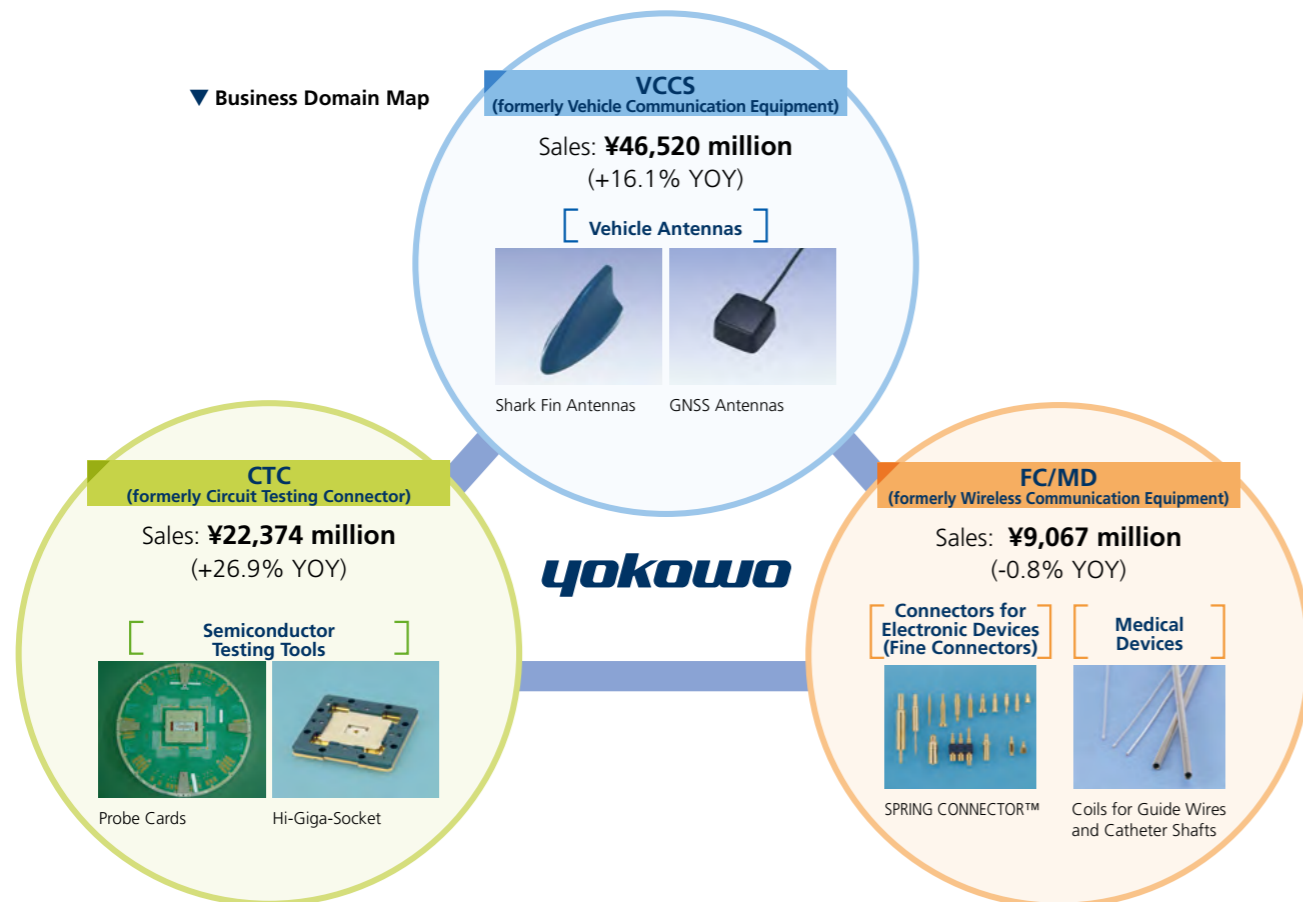 ▼ Business Domain Map
VCCS
(formerly Vehicle Communication Equipment)
Sales: ¥46,520 million
(+16.1% YOY)
Vehicle Antennas
Shark Fin Antennas
GNSS Antennas
CTC
(formerly Circuit Testing Connector)
Sales: ¥22,374 million
(+26.9% YOY)
Semiconductor
Testing Tools
Probe Cards
Hi-Giga-Socket
yokowo
FC/MD
(formerly Wireless Communication Equipment)
Sales: ¥9,067 million
(-0.8% YOY)
Connectors for
Electronic Devices
(Fine Connectors)
Medical
Devices
SPRING CONNECTOR™
Coils for Guide Wires
and Catheter Shafts